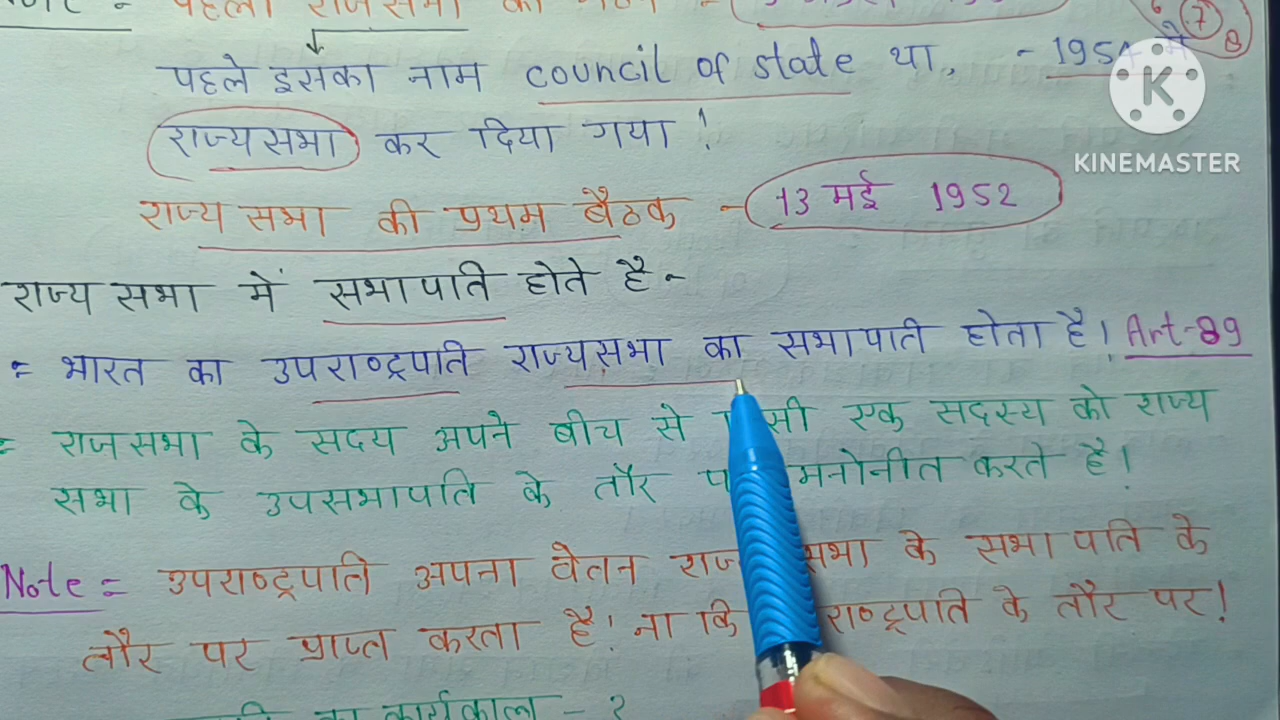 पहले इसका नाम council of state था, - 1954 में
राज्यसभा कर दिया गया !
राज्य सभा की प्रथम बैठक - 13 मई 1952
राज्य सभा में सभापति होते है -
= भारत का उपराष्ट्रपति राज्यसभा का सभापति होता है। Art-89
= राजसभा के सदय अपने बीच से एक सदस्य को राज्य
सभा के उपसभापति के तौर मनोनीत करते है !
Note = उपराष्ट्रपति अपना वेतन सभा के सभापति के
तौर पर प्राप्त करता है ! ना कि राष्ट्रपति के तौर पर !
का कार्यकाल - ?
K
KINEMASTER